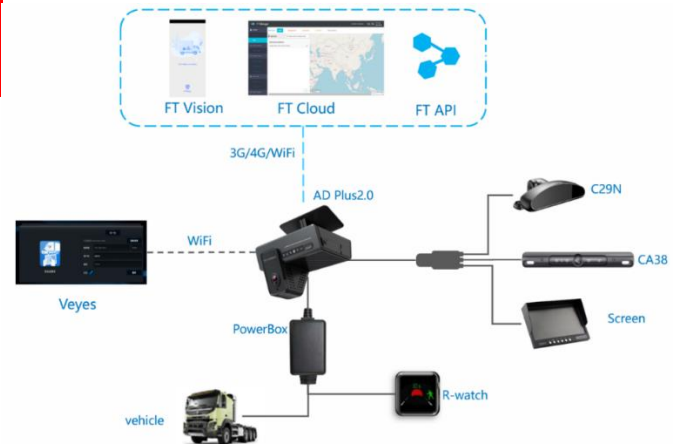 FT Vision
FT Cloud
FT API
3G/4G/WiFi
AD Plus2.0
C29N
WiFi
CA38
Veyes
PowerBox
Screen
R-watch
vehicle